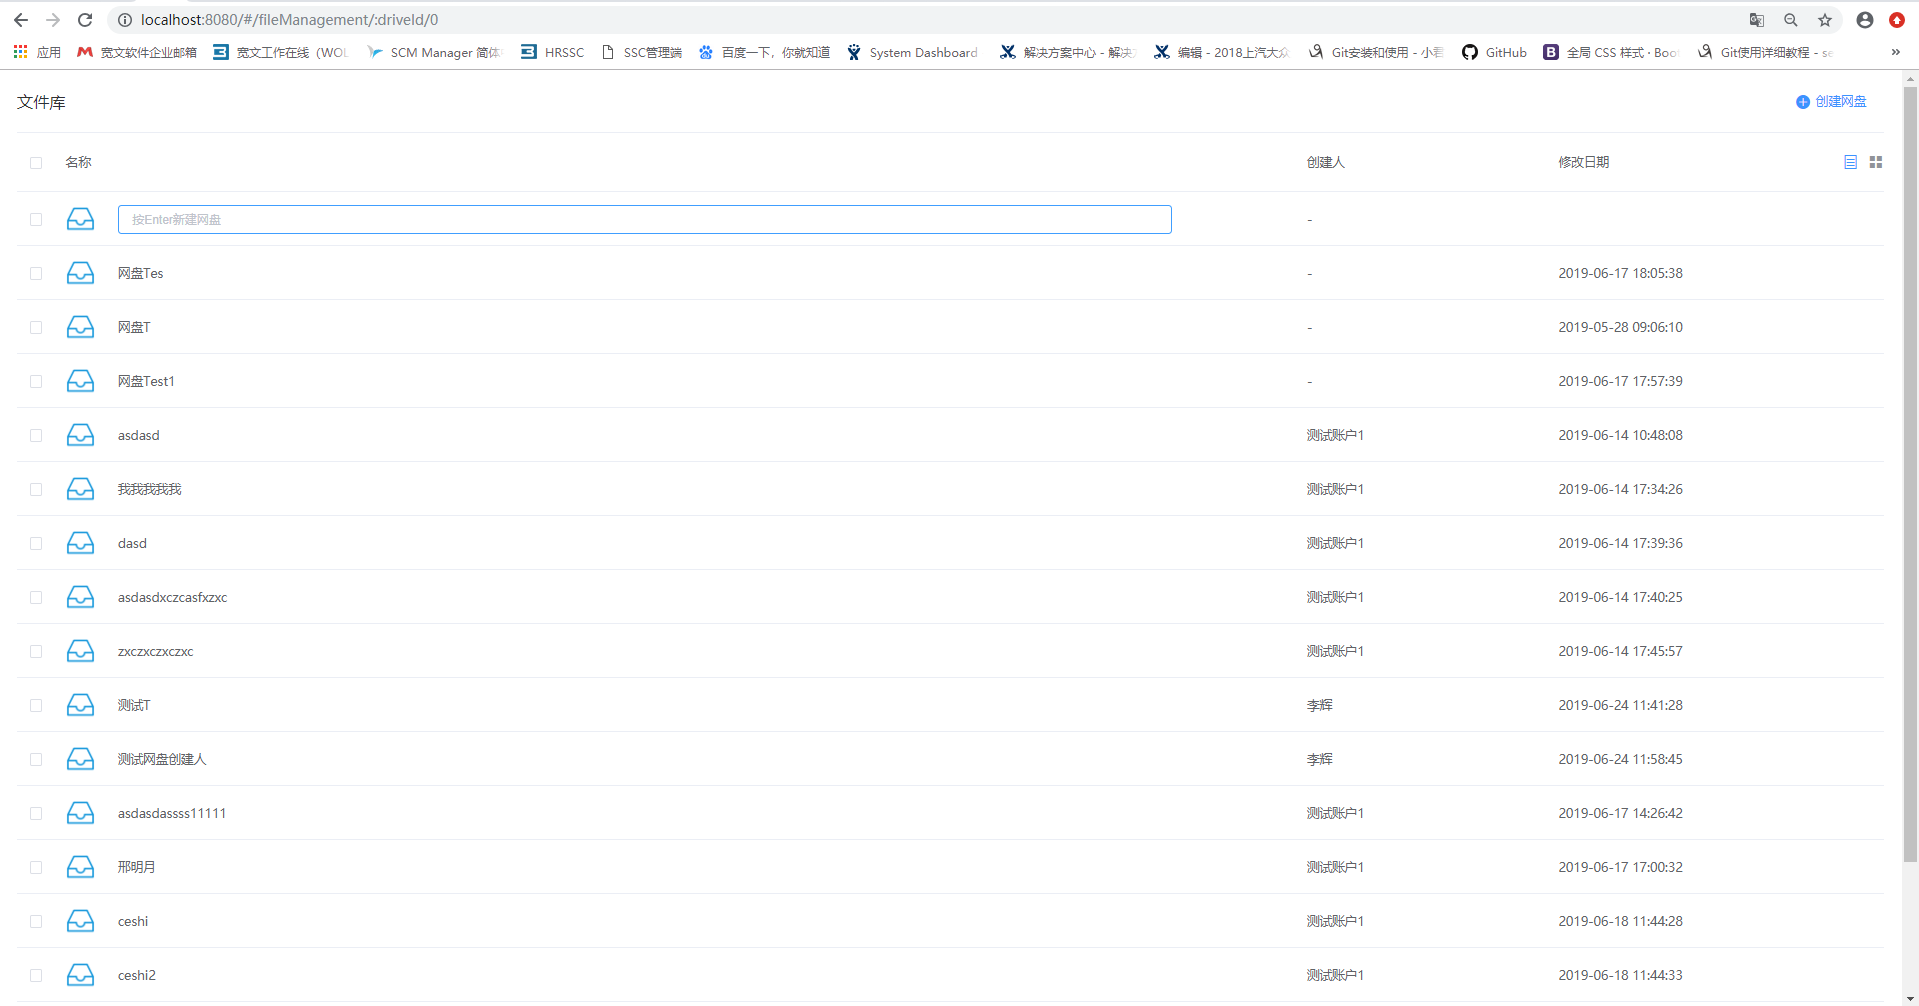 localhost:8080/#/fileManagement/:driveId/0
应用 宽文软件企业邮箱 宽文工作在线（WOL SCM Manager 简体 HRSSC SSC管理端 百度一下，你就知道 System Dashboard 解决方案中心 - 解决 编辑 - 2018上汽大众 Git安装和使用 - 小君 GitHub 全局 CSS 样式 · Boo Git使用详细教程 - se »
文件库 创建网盘
名称 创建人 修改日期
按Enter新建网盘 -
网盘Tes - 2019-06-17 18:05:38
网盘T - 2019-05-28 09:06:10
网盘Test1 - 2019-06-17 17:57:39
asdasd 测试账户1 2019-06-14 10:48:08
我我我我我 测试账户1 2019-06-14 17:34:26
dasd 测试账户1 2019-06-14 17:39:36
asdasdxczcasfxzxc 测试账户1 2019-06-14 17:40:25
zxczxczxczxc 测试账户1 2019-06-14 17:45:57
测试T 李辉 2019-06-24 11:41:28
测试网盘创建人 李辉 2019-06-24 11:58:45
asdasdassss11111 测试账户1 2019-06-17 14:26:42
邢明月 测试账户1 2019-06-17 17:00:32
ceshi 测试账户1 2019-06-18 11:44:28
ceshi2 测试账户1 2019-06-18 11:44:33